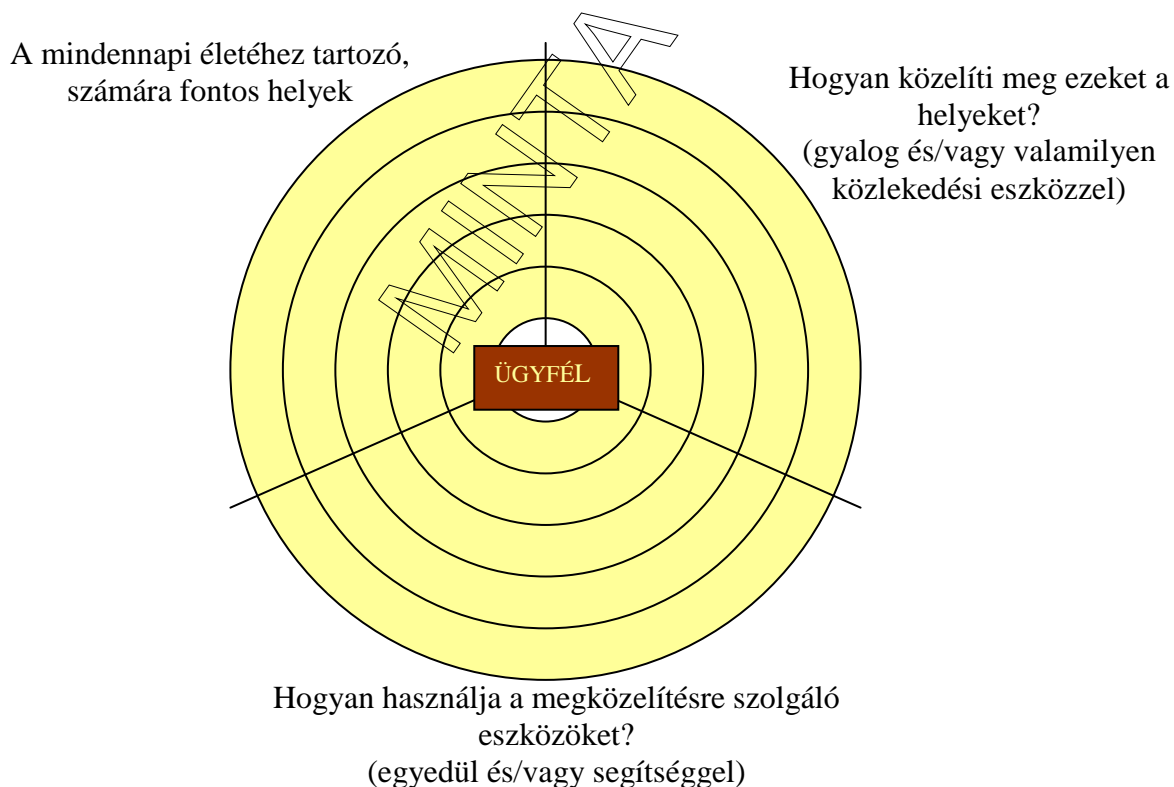 A mindennapi életéhez tartozó,
számára fontos helyek
Hogyan közelíti meg ezeket a
helyeket?
(gyalog és/vagy valamilyen
közlekedési eszközzel)
MINTA
ÜGYFÉL
Hogyan használja a megközelítésre szolgáló
eszközöket?
(egyedül és/vagy segítséggel)